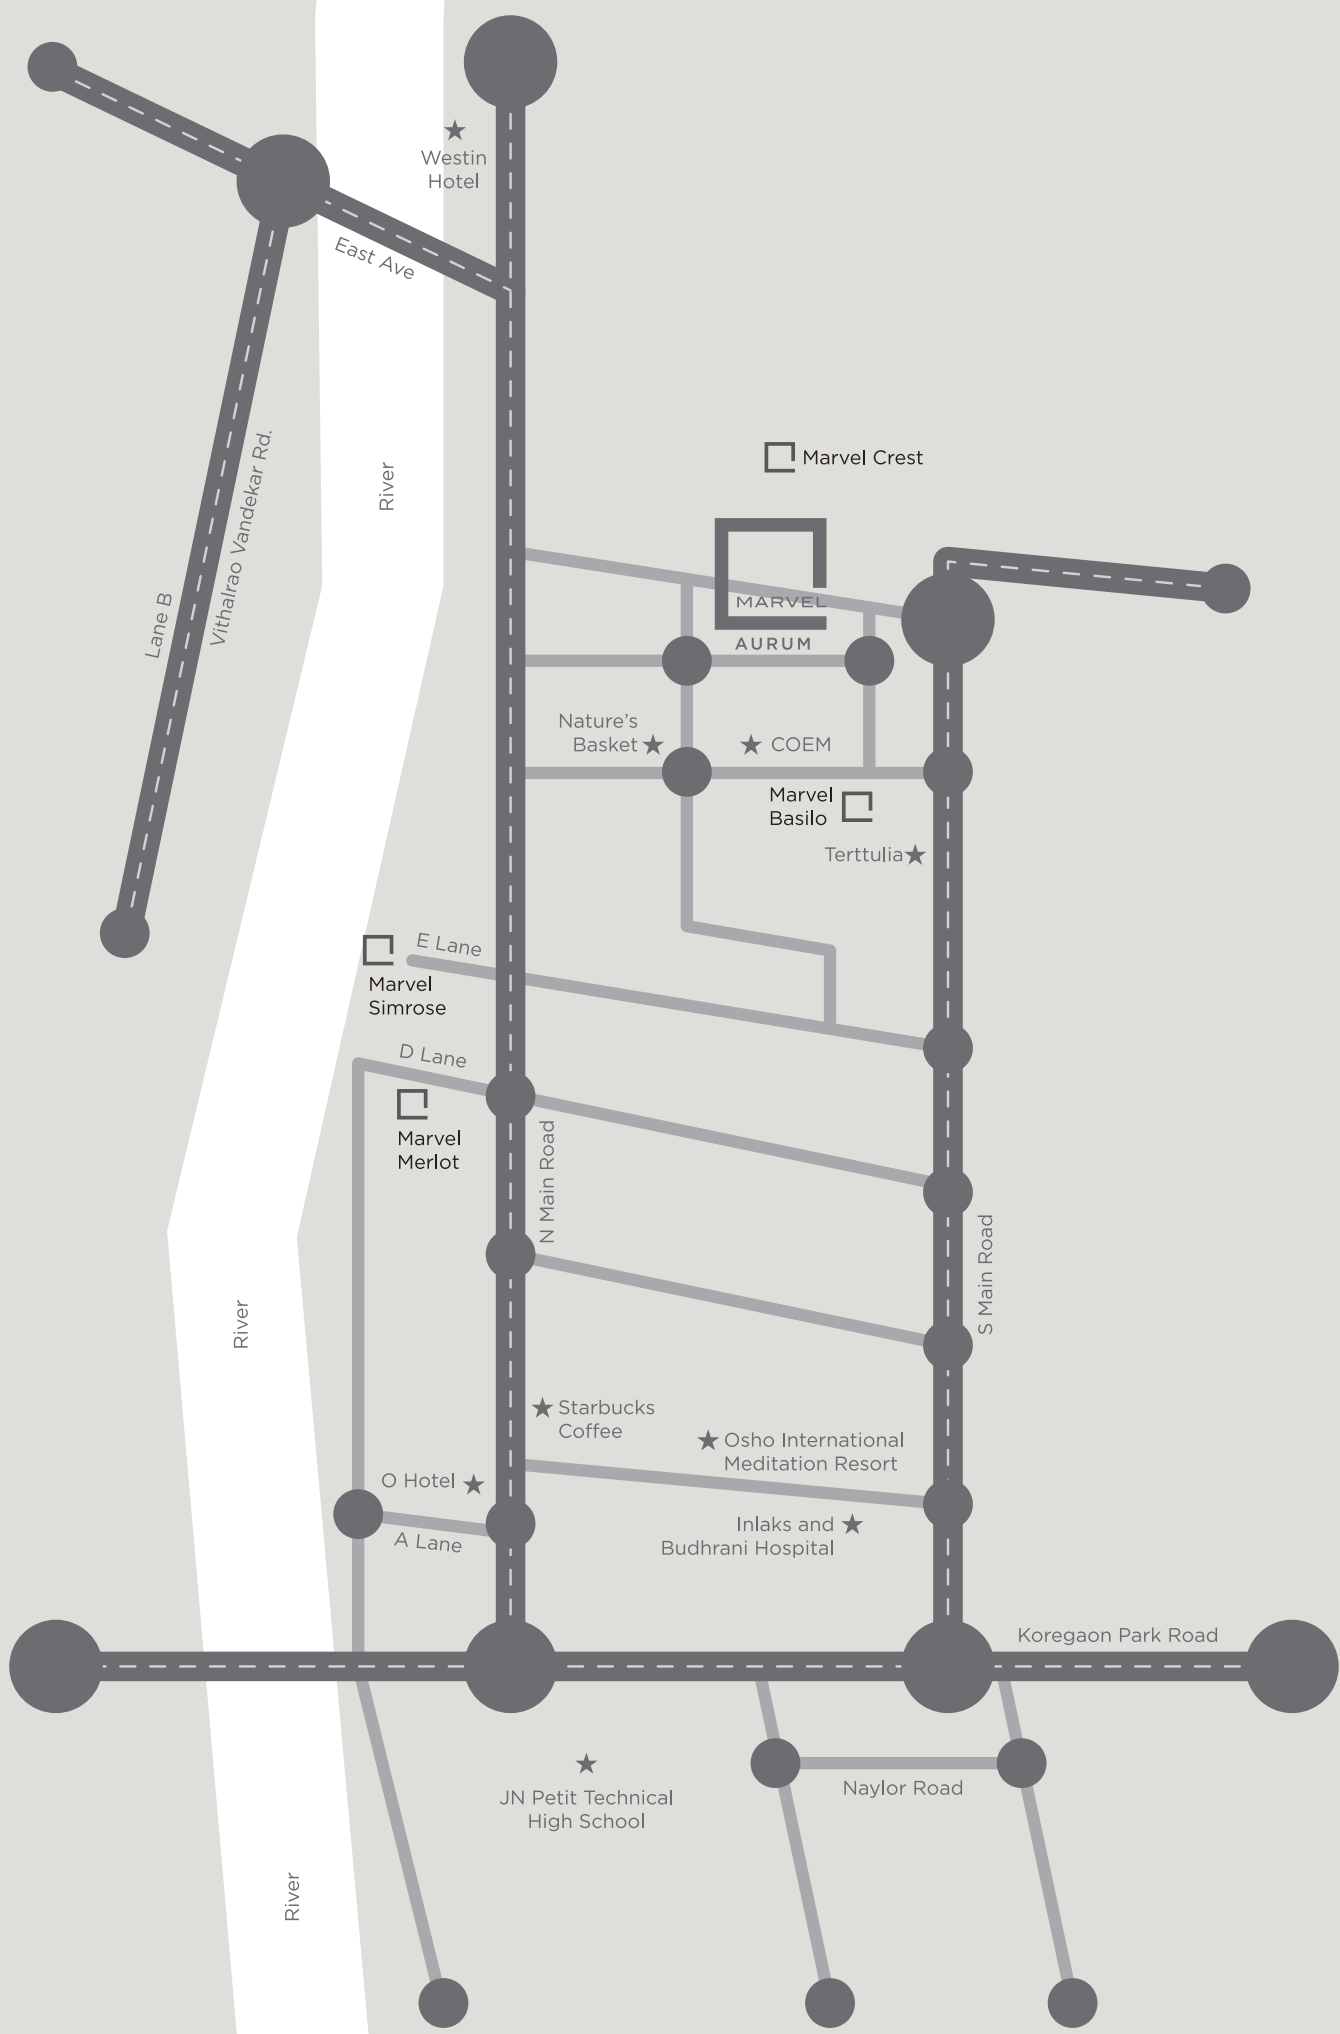 Westin
Hotel
East Ave
River
Vithalrao Vandekar Rd.
Lane B
Marvel Crest
MARVEL
AURUM
Nature's
Basket
COEM
Marvel
Basilo
Terttulia
E Lane
Marvel
Simrose
D Lane
Marvel
Merlot
N Main Road
S Main Road
River
Starbucks
Coffee
Osho International
Meditation Resort
O Hotel
A Lane
Inlaks and
Budhrani Hospital
Koregaon Park Road
JN Petit Technical
High School
Naylor Road
River